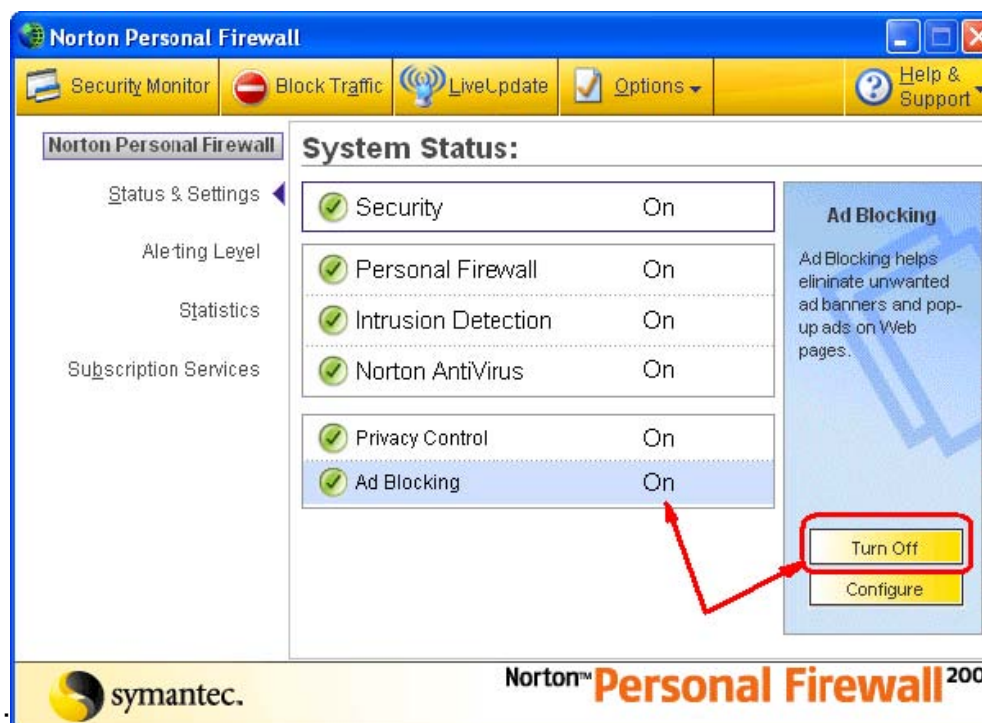 Norton Personal Firewall
Security Monitor Block Traffic LiveUpdate Options Help & Support
Norton Personal Firewall
Status & Settings
Alerting Level
Statistics
Subscription Services
System Status:
Security On
Personal Firewall On
Intrusion Detection On
Norton AntiVirus On
Privacy Control On
Ad Blocking On
Ad Blocking
Ad Blocking helps
eliminate unwanted
ad banners and pop-
up ads on Web
pages.
Turn Off
Configure
symantec.
Norton™ Personal Firewall 200
.